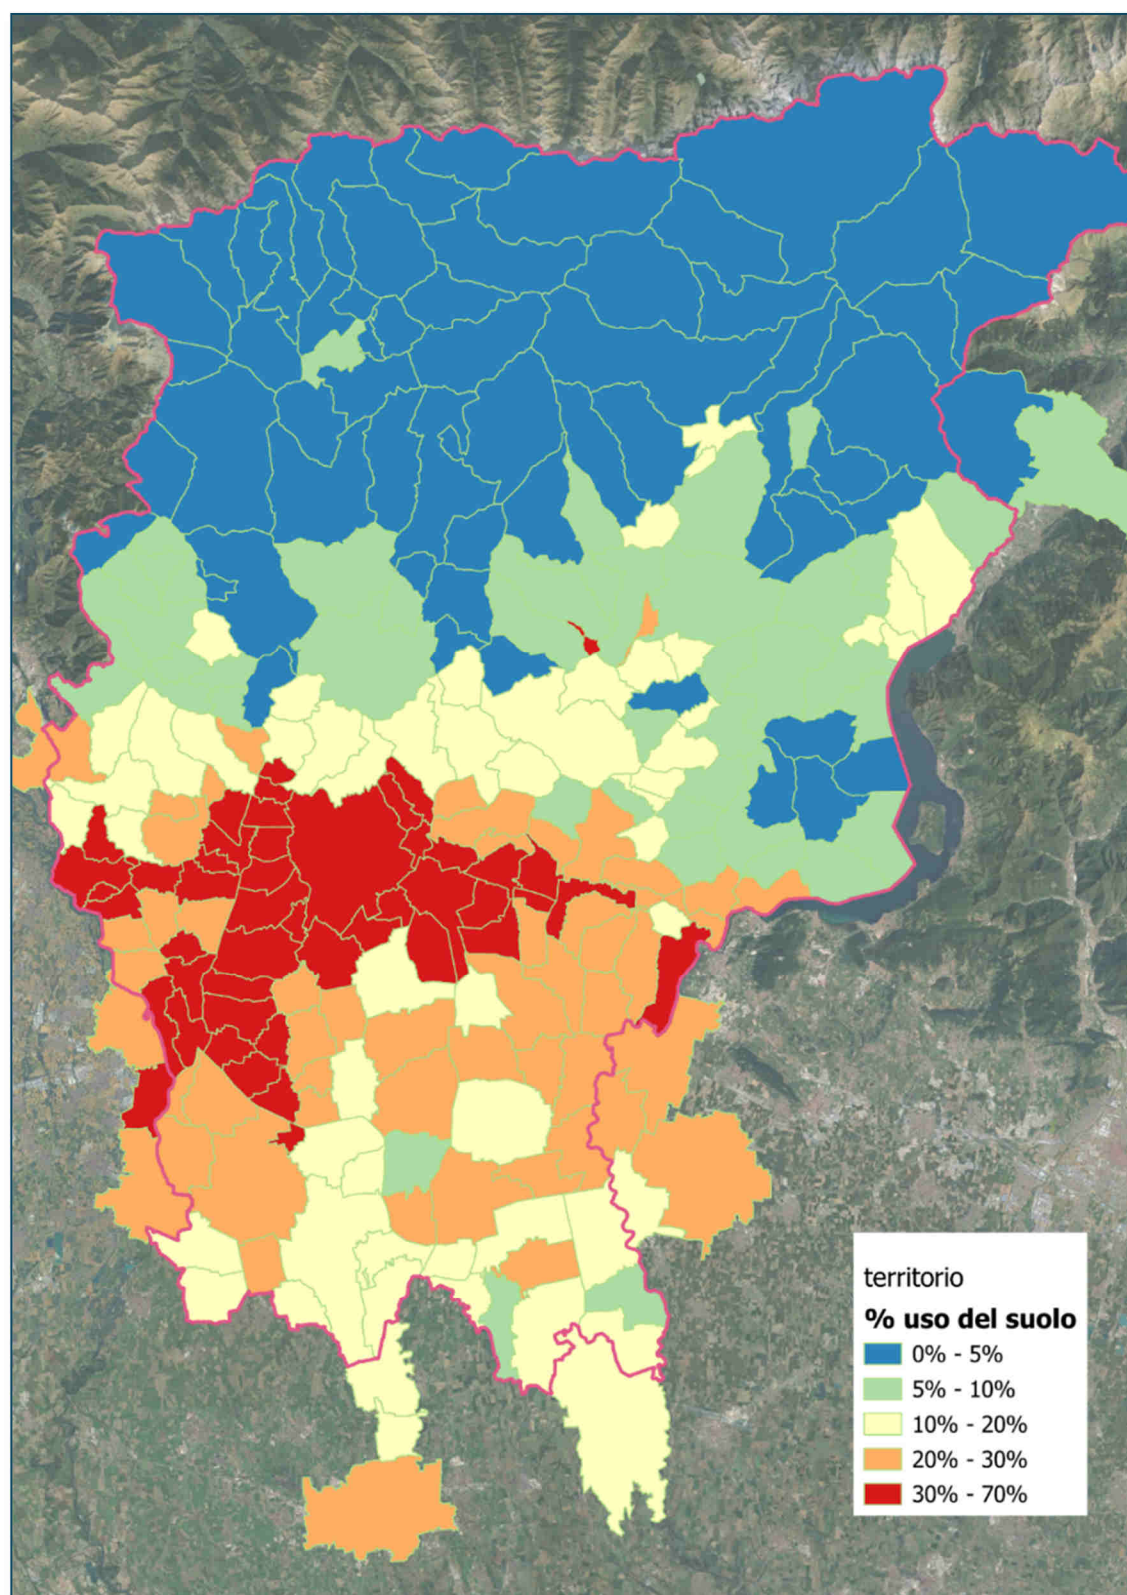 territorio
% uso del suolo
0% - 5%
5% - 10%
10% - 20%
20% - 30%
30% - 70%